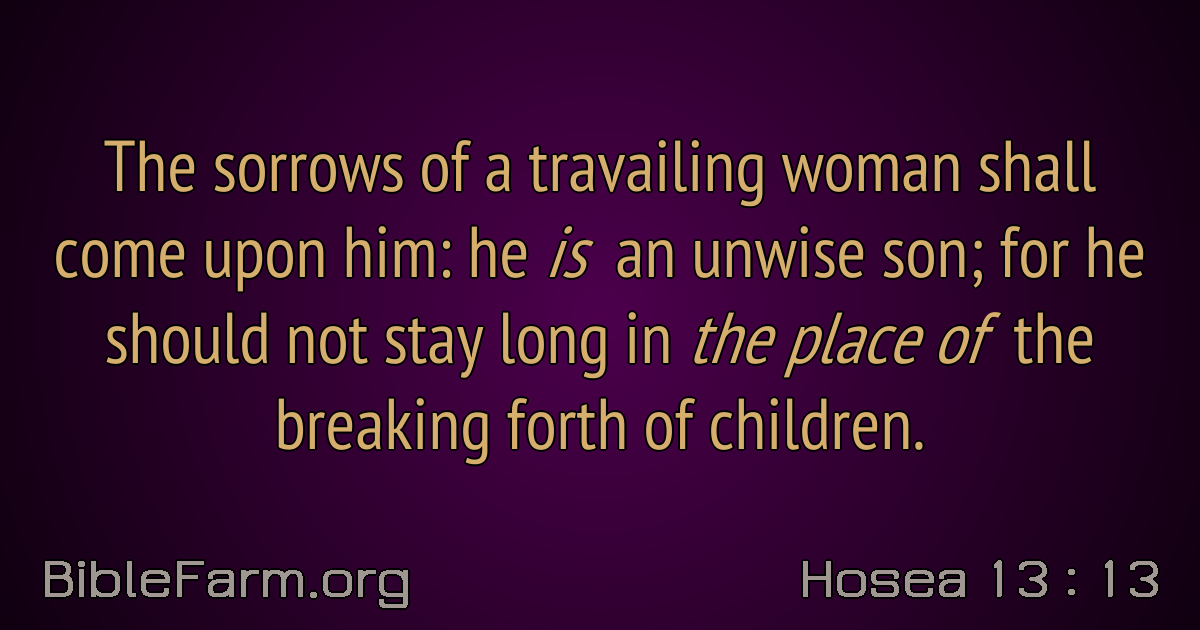 The sorrows of a travailing woman shall
come upon him: he is an unwise son; for he
should not stay long in the place of the
breaking forth of children.
BibleFarm.org
Hosea 13 : 13